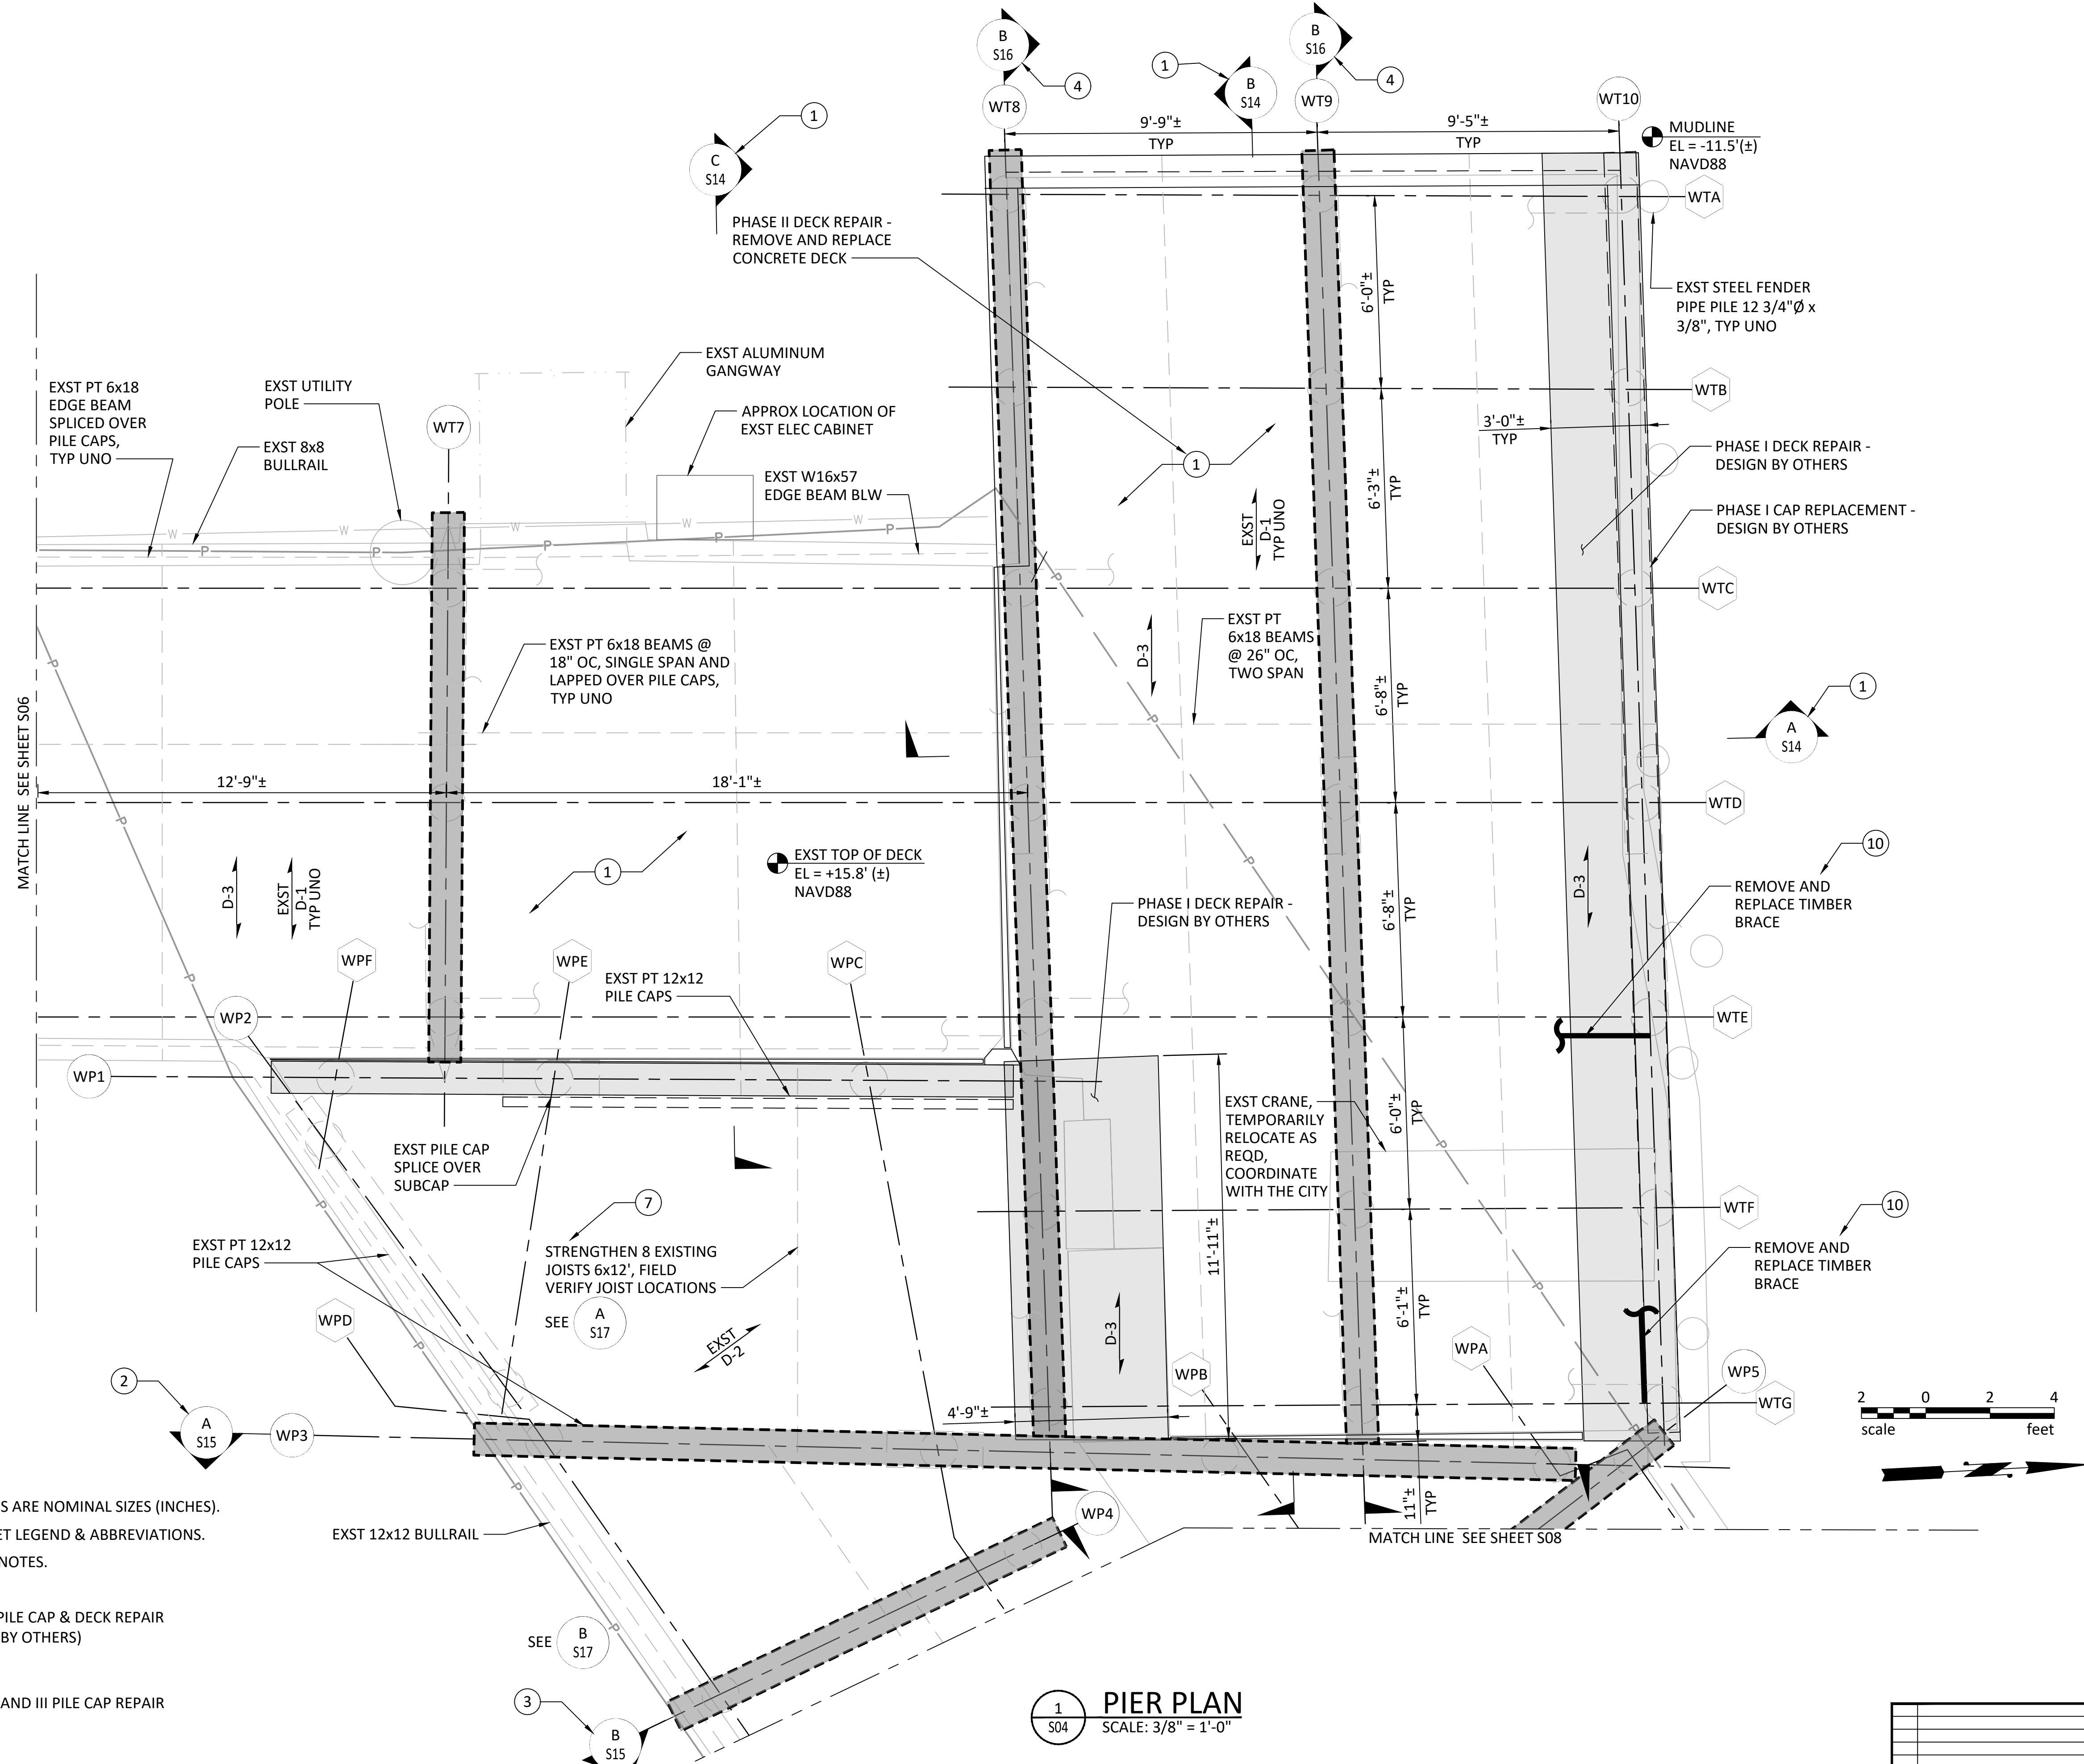 B
S16
4
1
B
S14
B
S16
4
WT8
WT9
WT10
9'-9"±
TYP
9'-5"±
TYP
MUDLINE
EL = -11.5'(±)
NAVD88
1
C
S14
WTA
PHASE II DECK REPAIR -
REMOVE AND REPLACE
CONCRETE DECK
6'-0"±
TYP
EXST STEEL FENDER
PIPE PILE 12 3/4"Ø x
3/8", TYP UNO
EXST ALUMINUM
GANGWAY
EXST PT 6x18
EDGE BEAM
SPLICED OVER
PILE CAPS,
TYP UNO
EXST UTILITY
POLE
EXST 8x8
BULLRAIL
WT7
APPROX LOCATION OF
EXST ELEC CABINET
WTB
3'-0"±
TYP
EXST W16x57
EDGE BEAM BLW
1
6'-3"±
TYP
PHASE I DECK REPAIR -
DESIGN BY OTHERS
PHASE I CAP REPLACEMENT -
DESIGN BY OTHERS
EXST
D-1
TYP UNO
W
W
W
W
W
P
P
P
P
P
P
WTC
EXST PT 6x18 BEAMS @
18" OC, SINGLE SPAN AND
LAPPED OVER PILE CAPS,
TYP UNO
D-3
EXST PT
6x18 BEAMS
@ 26" OC,
TWO SPAN
6'-8"±
TYP
1
A
S14
P
P
P
MATCH LINE  SEE SHEET S06
12'-9"±
18'-1"±
WTD
P
P
1
EXST TOP OF DECK
EL = +15.8' (±)
NAVD88
D-3
EXST
D-1
TYP UNO
6'-8"±
TYP
D-3
10
REMOVE AND
REPLACE TIMBER
BRACE
PHASE I DECK REPAIR -
DESIGN BY OTHERS
WPF
WPE
WPC
EXST PT 12x12
PILE CAPS
P
P
WP2
WTE
WP1
6'-0"±
TYP
EXST CRANE,
TEMPORARILY
RELOCATE AS
REQD,
COORDINATE
WITH THE CITY
EXST PILE CAP
SPLICE OVER
SUBCAP
P
P
7
WTF
10
REMOVE AND
REPLACE TIMBER
BRACE
EXST PT 12x12
PILE CAPS
STRENGTHEN 8 EXISTING
JOISTS 6x12', FIELD
VERIFY JOIST LOCATIONS
SEE
A
S17
11'-11"±
6'-1"±
TYP
P
P
WPD
EXST
D-2
D-3
WPB
WPA
WP5
2
A
S15
WP3
4'-9"±
WTG
2 0 2 4
scale feet
P
P
11"±
TYP
S ARE NOMINAL SIZES (INCHES).
ET LEGEND & ABBREVIATIONS.
NOTES.
EXST 12x12 BULLRAIL
WP4
MATCH LINE  SEE SHEET S08
PILE CAP & DECK REPAIR
BY OTHERS)
P
SEE
B
S17
AND III PILE CAP REPAIR
3
B
S15
1
S04
PIER PLAN
SCALE: 3/8" = 1'-0"